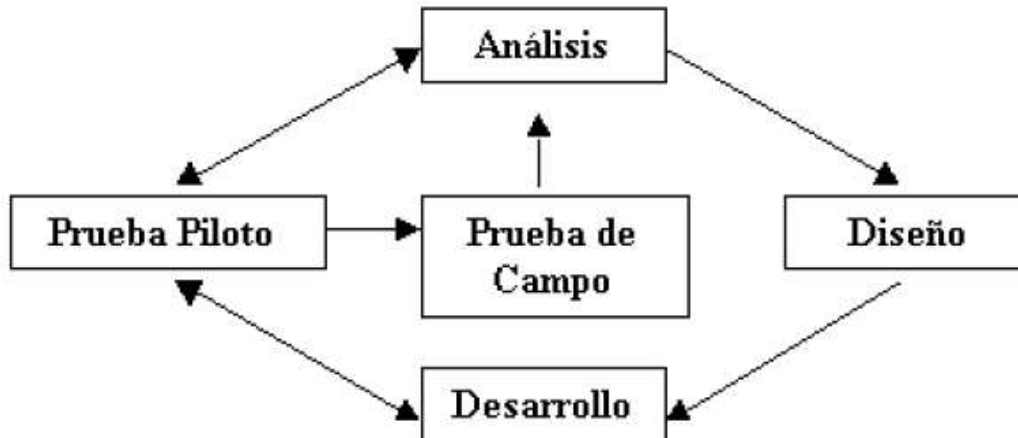 Análisis
Prueba Piloto
Prueba de
Campo
Diseño
Desarrollo